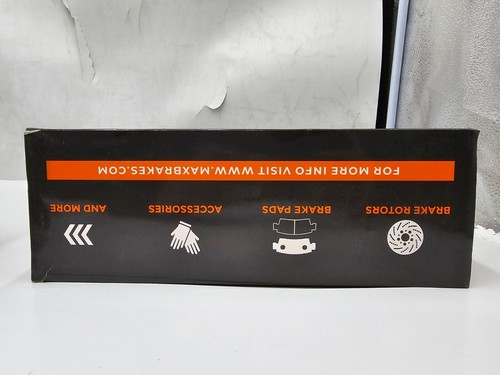 BRAKE ROTORS
BRAKE PADS
ACCESSORIES
AND MORE
FOR MORE INFO VISIT WWW.MAXBRAKES.COM